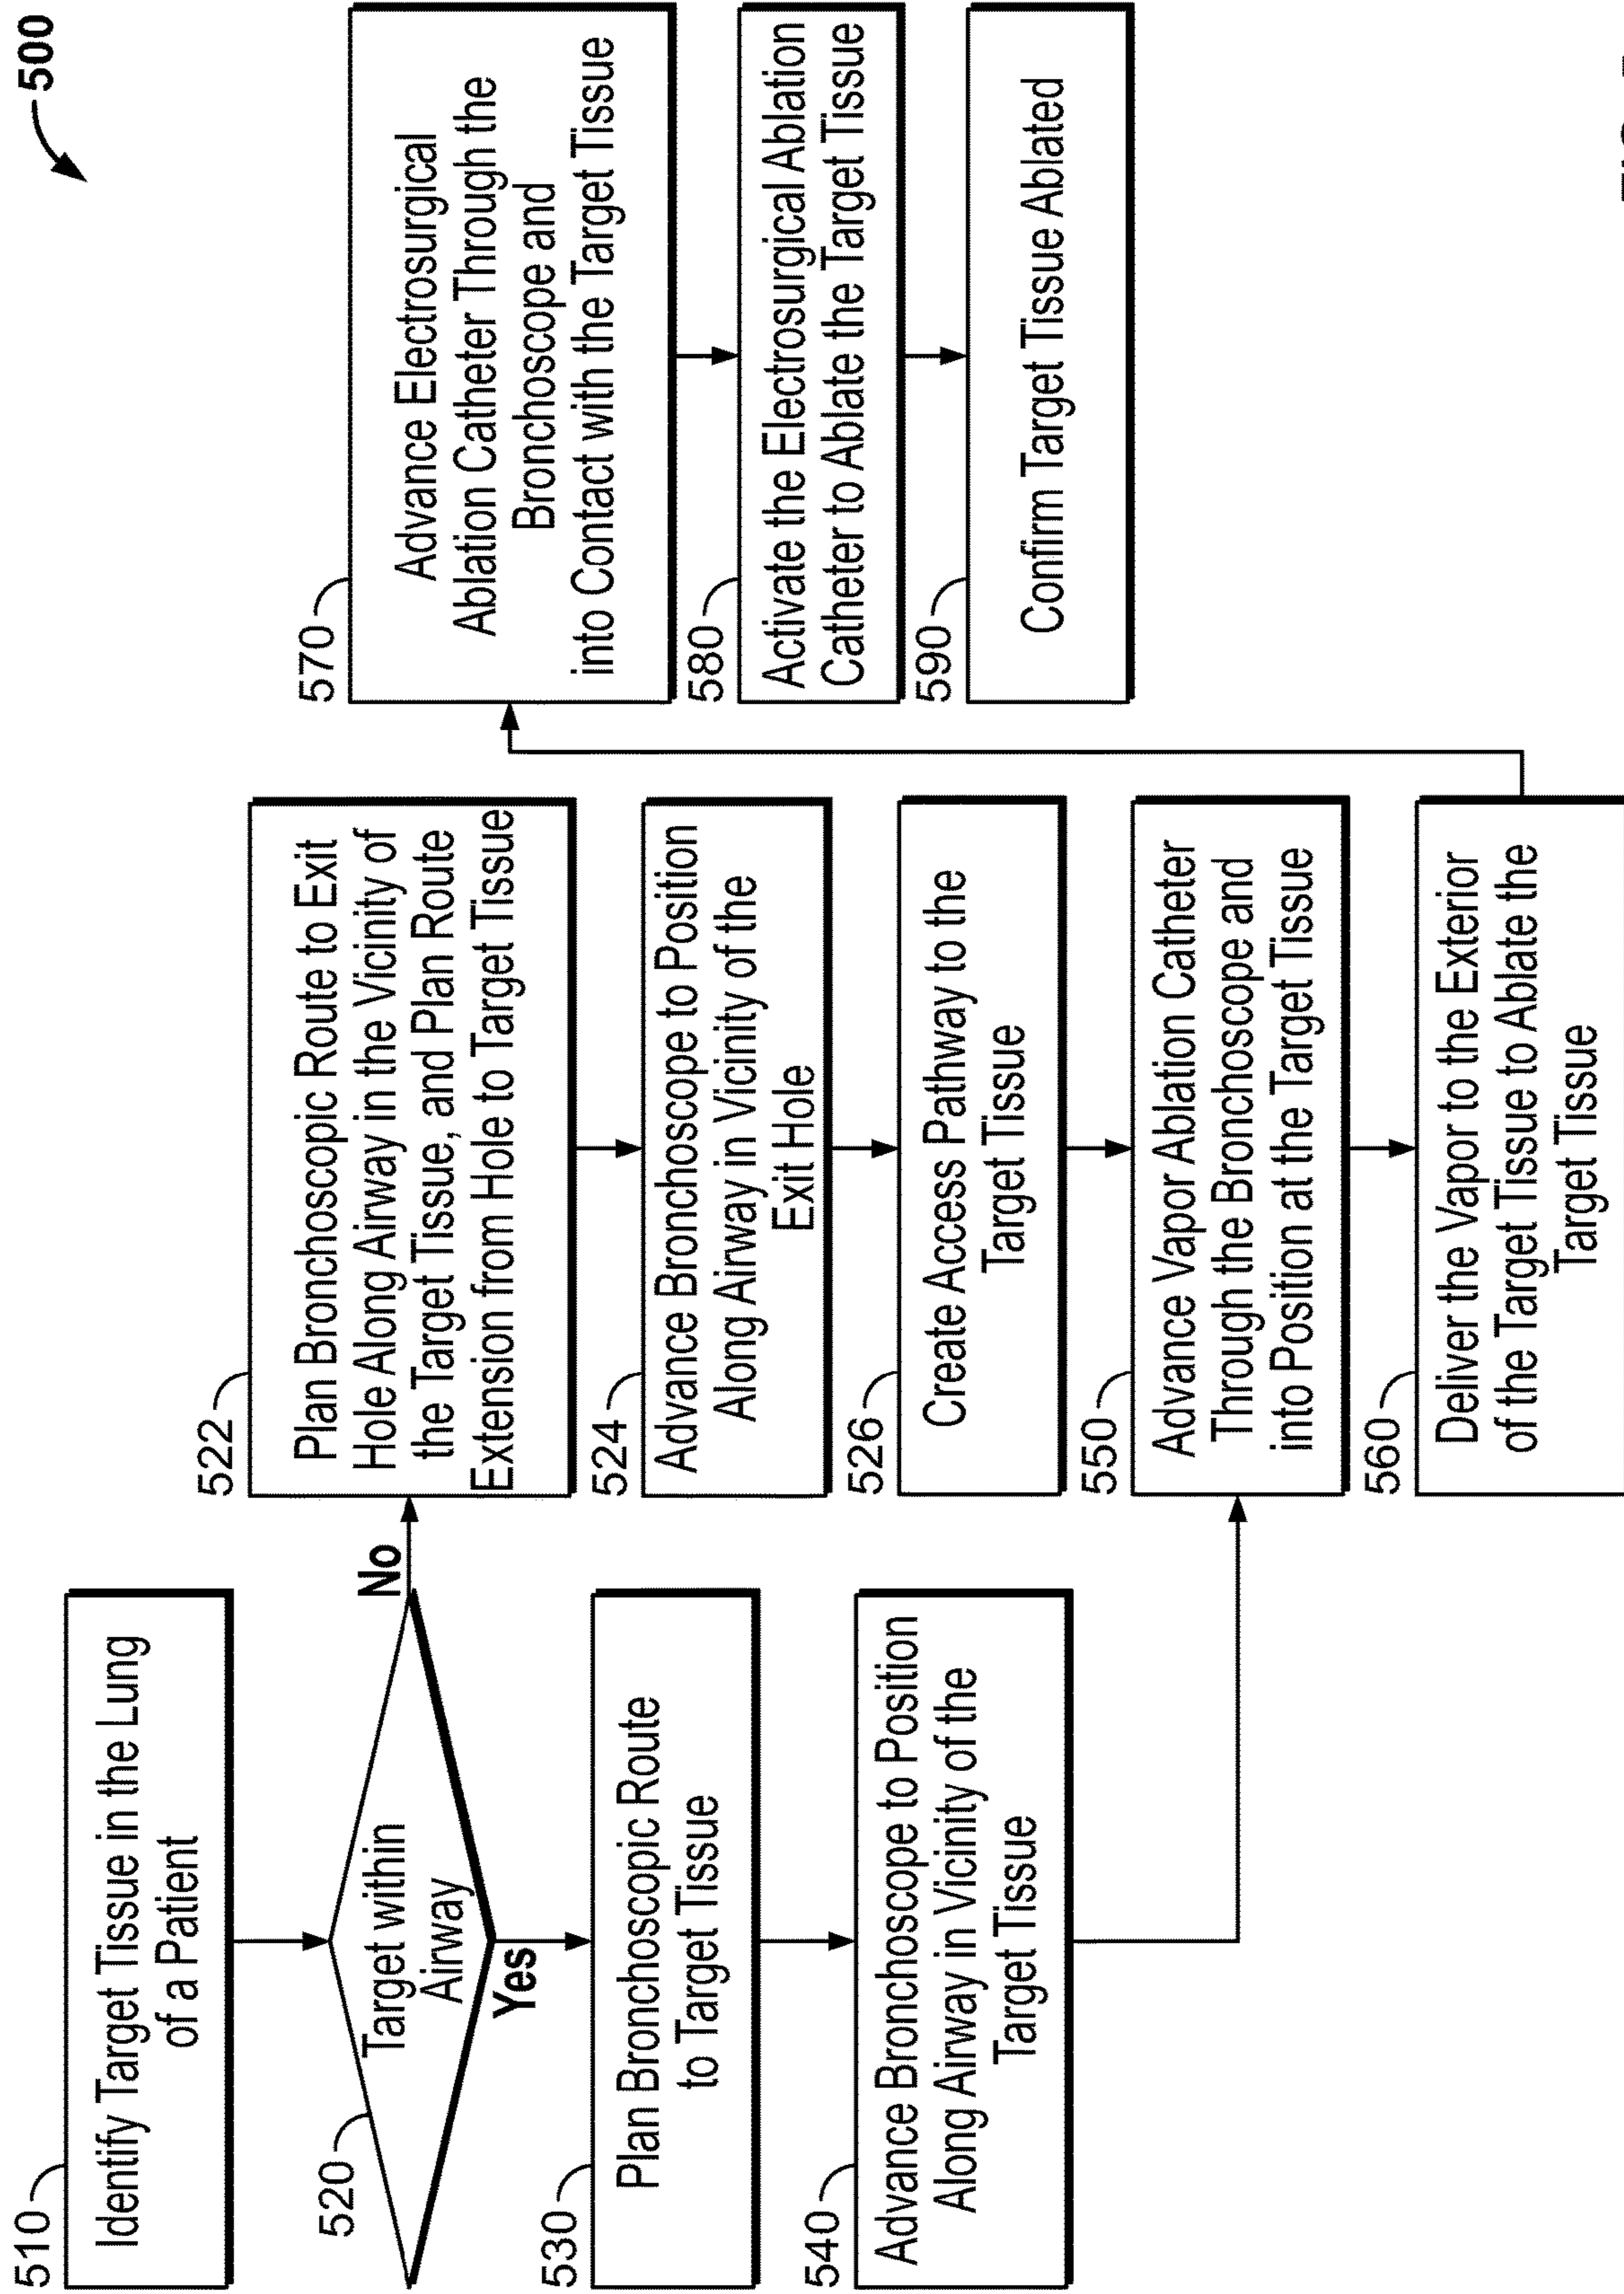 500
510
Identify Target Tissue in the Lung
of a Patient
520
Target within
Airway
No
Yes
530
Plan Bronchoscopic Route
to Target Tissue
540
Advance Bronchoscope to Position
Along Airway in Vicinity of the
Target Tissue
522
Plan Bronchoscopic Route to Exit
Hole Along Airway in the Vicinity of
the Target Tissue, and Plan Route
Extension from Hole to Target Tissue
524
Advance Bronchoscope to Position
Along Airway in Vicinity of the
Exit Hole
526
Create Access Pathway to the
Target Tissue
550
Advance Vapor Ablation Catheter
Through the Bronchoscope and
into Position at the Target Tissue
560
Deliver the Vapor to the Exterior
of the Target Tissue to Ablate the
Target Tissue
570
Advance Electrosurgical
Ablation Catheter Through the
Bronchoscope and
into Contact with the Target Tissue
580
Activate the Electrosurgical Ablation
Catheter to Ablate the Target Tissue
590
Confirm Target Tissue Ablated